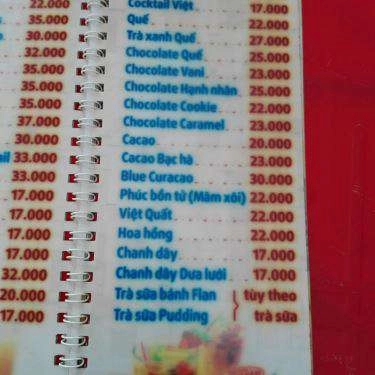 22.000
35.000
30.000
32.000
35.000
35.000
35.000
37.000
30.000
33.000
33.000
17.000
17.000
17.000
17.000
32.000
20.000
17.000
Cocktail Việt 17.000
Quế 22.000
Trà xanh Quế 27.000
Chocolate Quế 25.000
Chocolate Vani 23.000
Chocolate Hạnh nhân 25.000
Chocolate Cookie 22.000
Chocolate Caramel 23.000
Cacao 20.000
Cacao Bạc hà 23.000
Blue Curacao 30.000
Phúc bồn tử (Mâm xôi) 22.000
Việt Quất 22.000
Hoa hồng 22.000
Chanh dây 17.000
Chanh dây Dưa lưới 17.000
Trà sữa bánh Flan } tùy theo
Trà sữa Pudding trà sữa